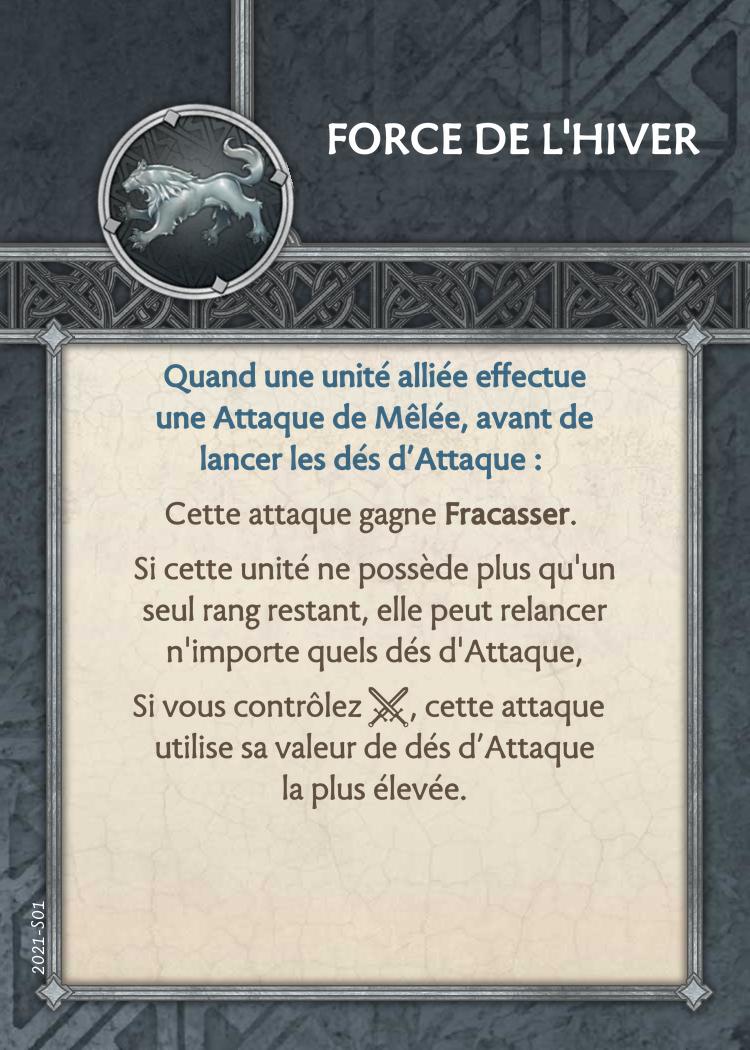 FORCE DE L'HIVER
Quand une unité alliée effectue
une Attaque de Mêlée, avant de
lancer les dés d’Attaque :
Cette attaque gagne Fracasser.
Si cette unité ne possède plus qu'un
seul rang restant, elle peut relancer
n'importe quels dés d'Attaque,
Si vous contrôlez , cette attaque
utilise sa valeur de dés d’Attaque
la plus élevée.
2021-S01